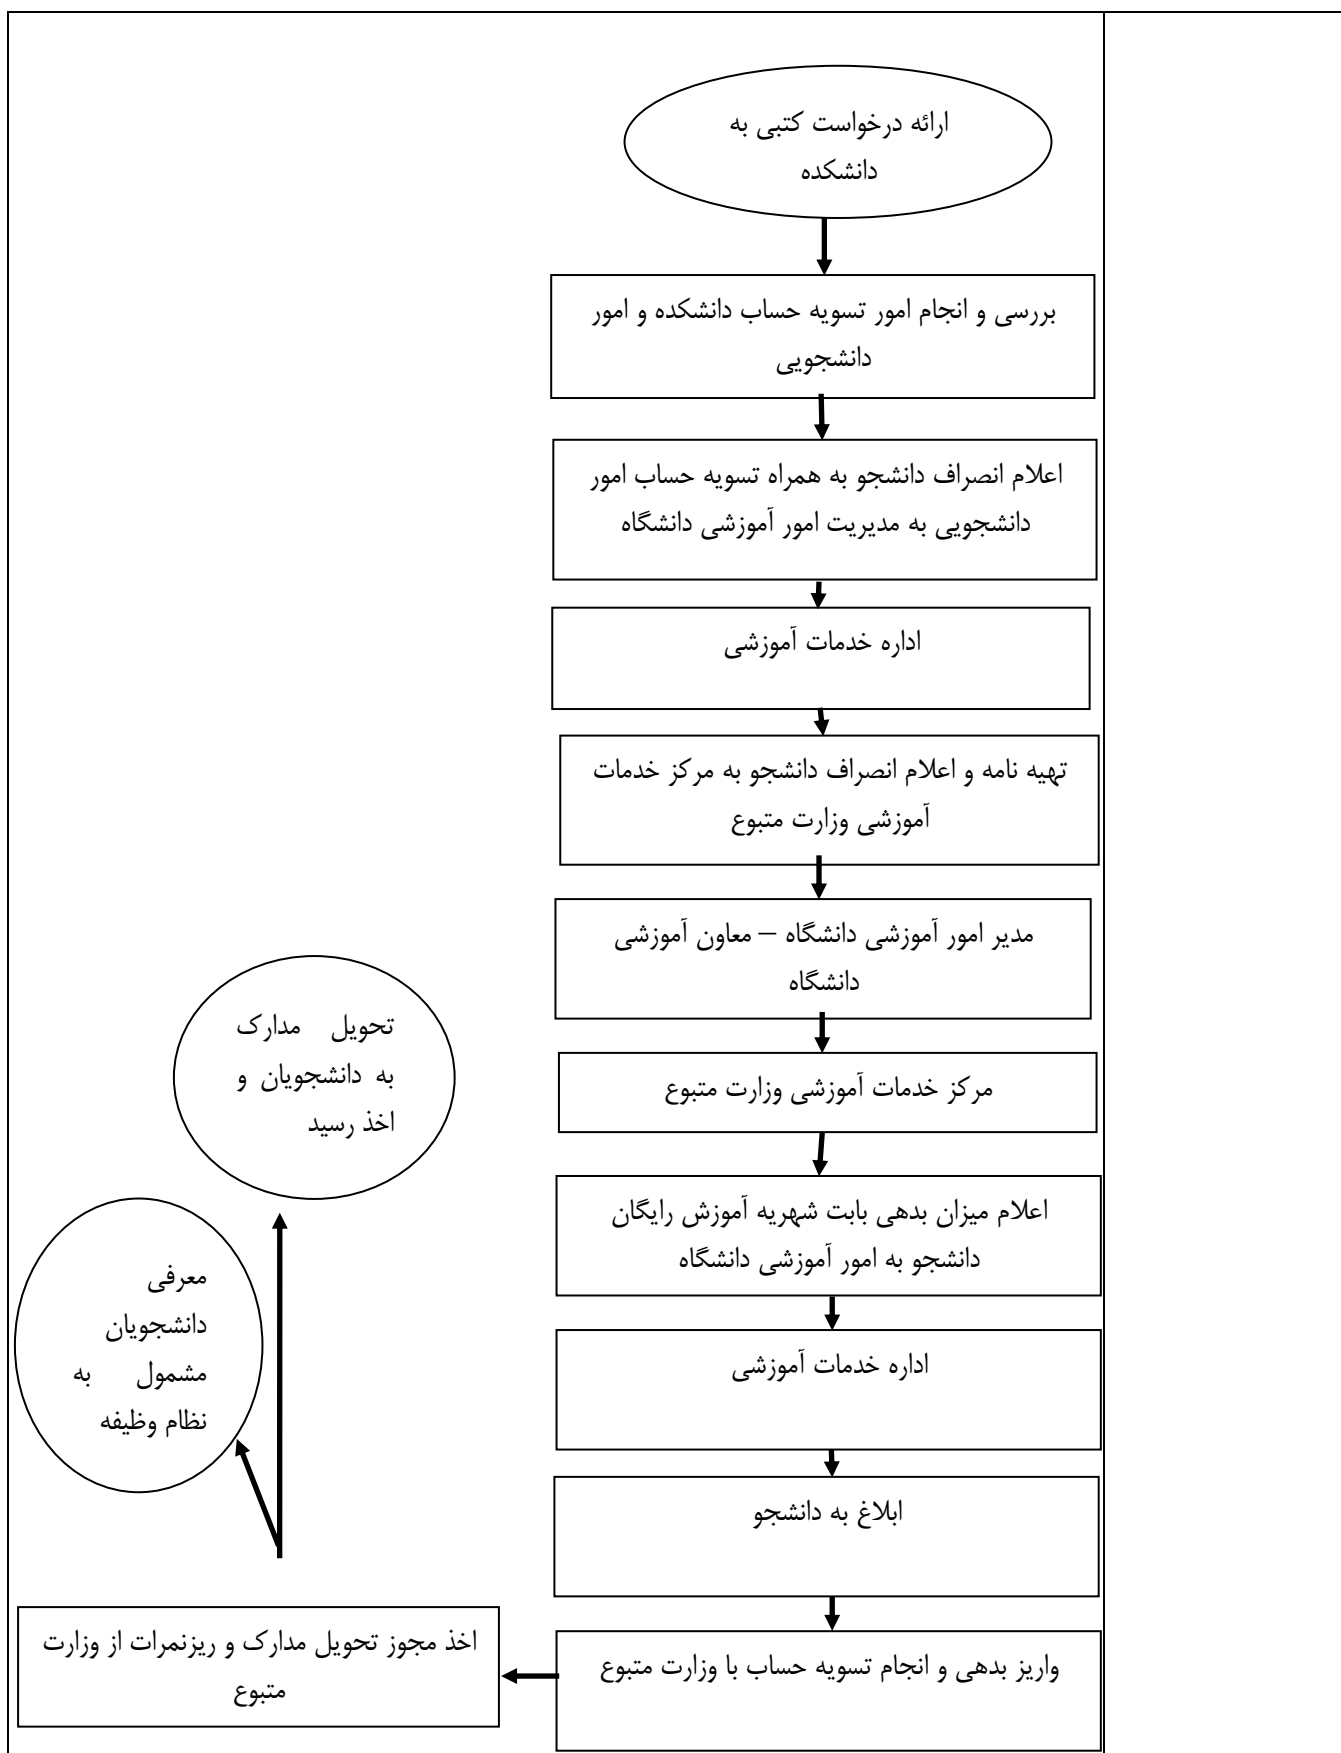 ارائه درخواست کتبی به
دانشکده
بررسی و انجام امور تسویه حساب دانشکده و امور
دانشجویی
اعلام انصراف دانشجو به همراه تسویه حساب امور
دانشجویی به مدیریت امور آموزشی دانشگاه
اداره خدمات آموزشی
تهیه نامه و اعلام انصراف دانشجو به مرکز خدمات
آموزشی وزارت متبوع
مدیر امور آموزشی دانشگاه – معاون آموزشی
دانشگاه
مرکز خدمات آموزشی وزارت متبوع
اعلام میزان بدهی بابت شهریه آموزش رایگان
دانشجو به امور آموزشی دانشگاه
اداره خدمات آموزشی
ابلاغ به دانشجو
واریز بدهی و انجام تسویه حساب با وزارت متبوع
اخذ مجوز تحویل مدارک و ریزنمرات از وزارت
متبوع
معرفی
دانشجویان
مشمول به
نظام وظیفه
تحویل مدارک
به دانشجویان و
اخذ رسید